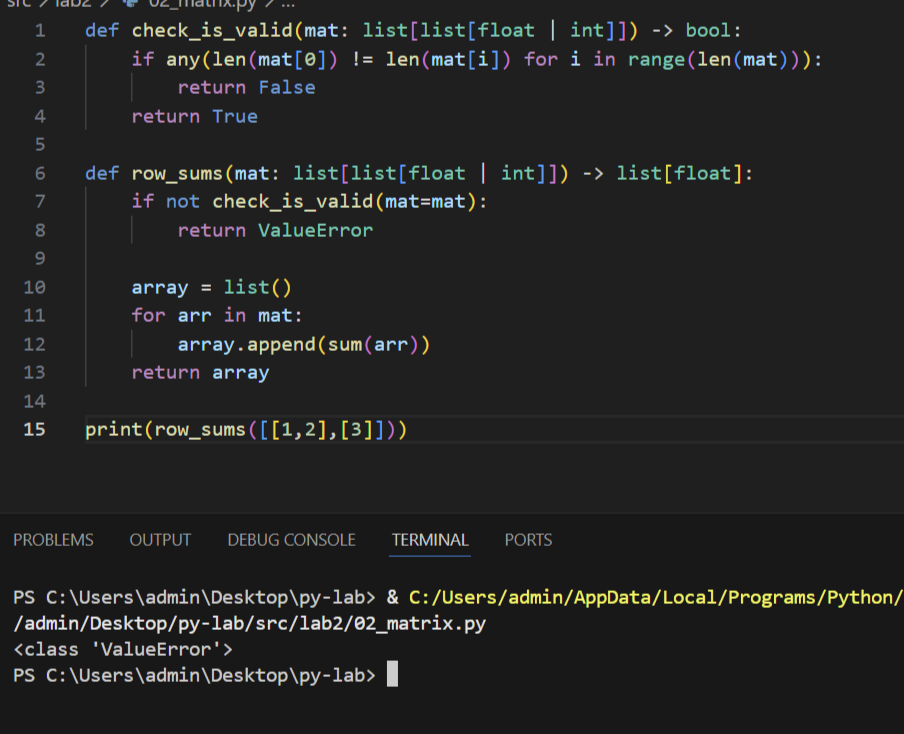 src > lab2 > 02_matrix.py > ...
1 def check_is_valid(mat: list[list[float | int]]) -> bool:
2     if any(len(mat[0]) != len(mat[i]) for i in range(len(mat))):
3         return False
4     return True
5
6 def row_sums(mat: list[list[float | int]]) -> list[float]:
7     if not check_is_valid(mat=mat):
8         return ValueError
9
10     array = list()
11     for arr in mat:
12         array.append(sum(arr))
13     return array
14
15 print(row_sums([[1,2],[3]]))
PROBLEMS OUTPUT DEBUG CONSOLE TERMINAL PORTS
PS C:\Users\admin\Desktop\py-lab> & C:/Users/admin/AppData/Local/Programs/Python/
/admin/Desktop/py-lab/src/lab2/02_matrix.py
<class 'ValueError'>
PS C:\Users\admin\Desktop\py-lab>